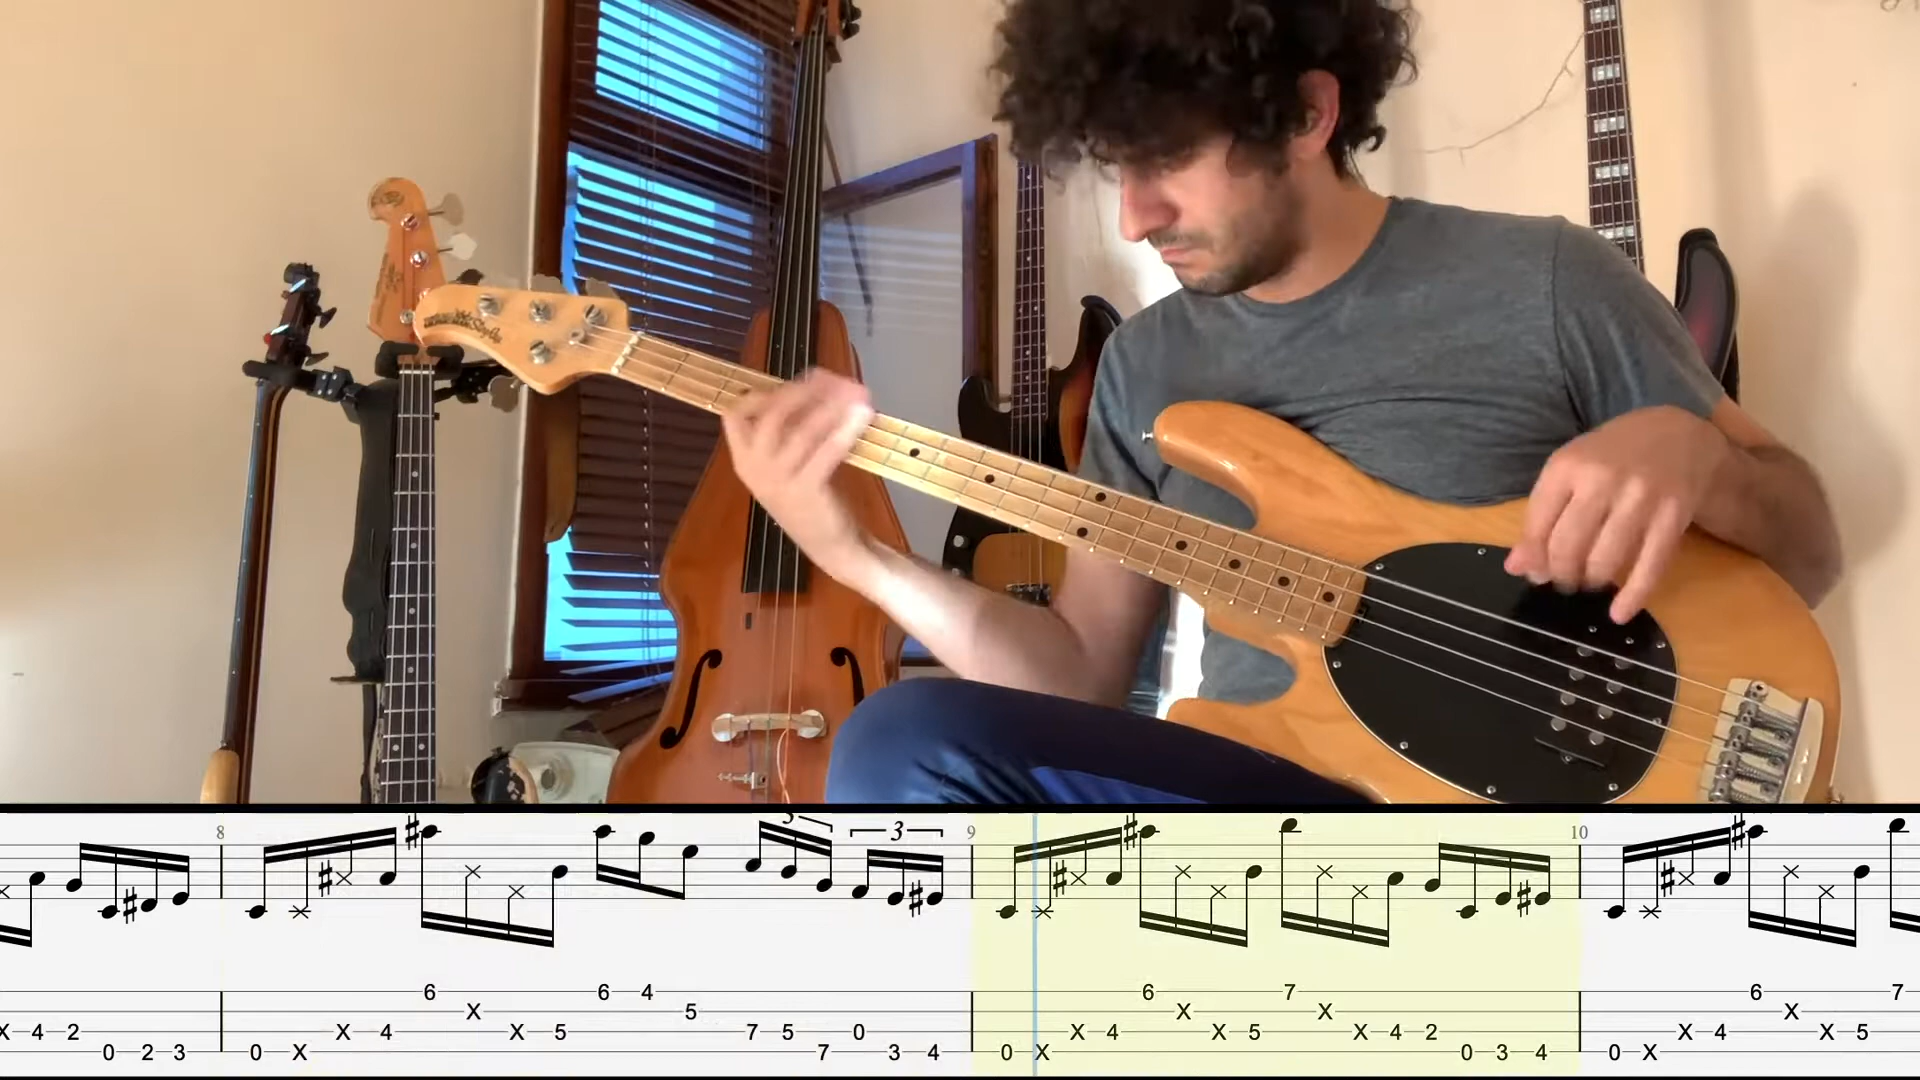 8 3 3 9 10
6 6 4 6 7 6 7
X 5 X X X
X 4 2 X 4 X 5 7 5 0 X 4 X 5 X 4 2 X 4 X 5
0 2 3 0 X 7 3 4 0 X 0 3 4 0 X